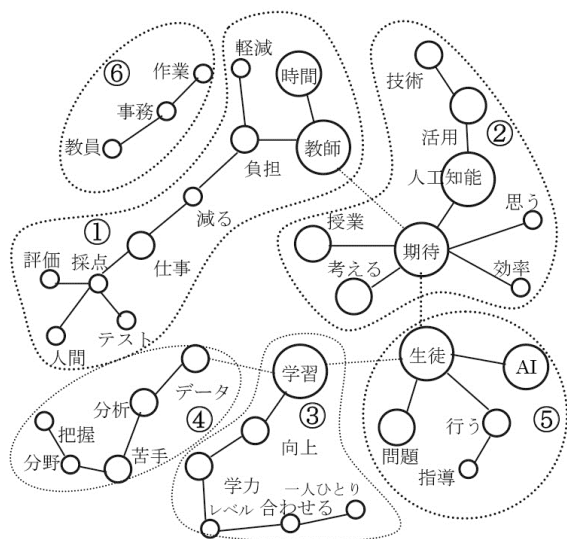 軽減
⑥
作業
時間
技術
事務
②
教員
活用
負担
教師
人工知能
思う
減る
授業
①
期待
評価
採点
仕事
考える
効率
テスト
人間
生徒
AI
学習
データ
分析
④
③
⑤
把握
行う
向上
分野
苦手
問題
学力
一人ひとり
指導
レベル
合わせる